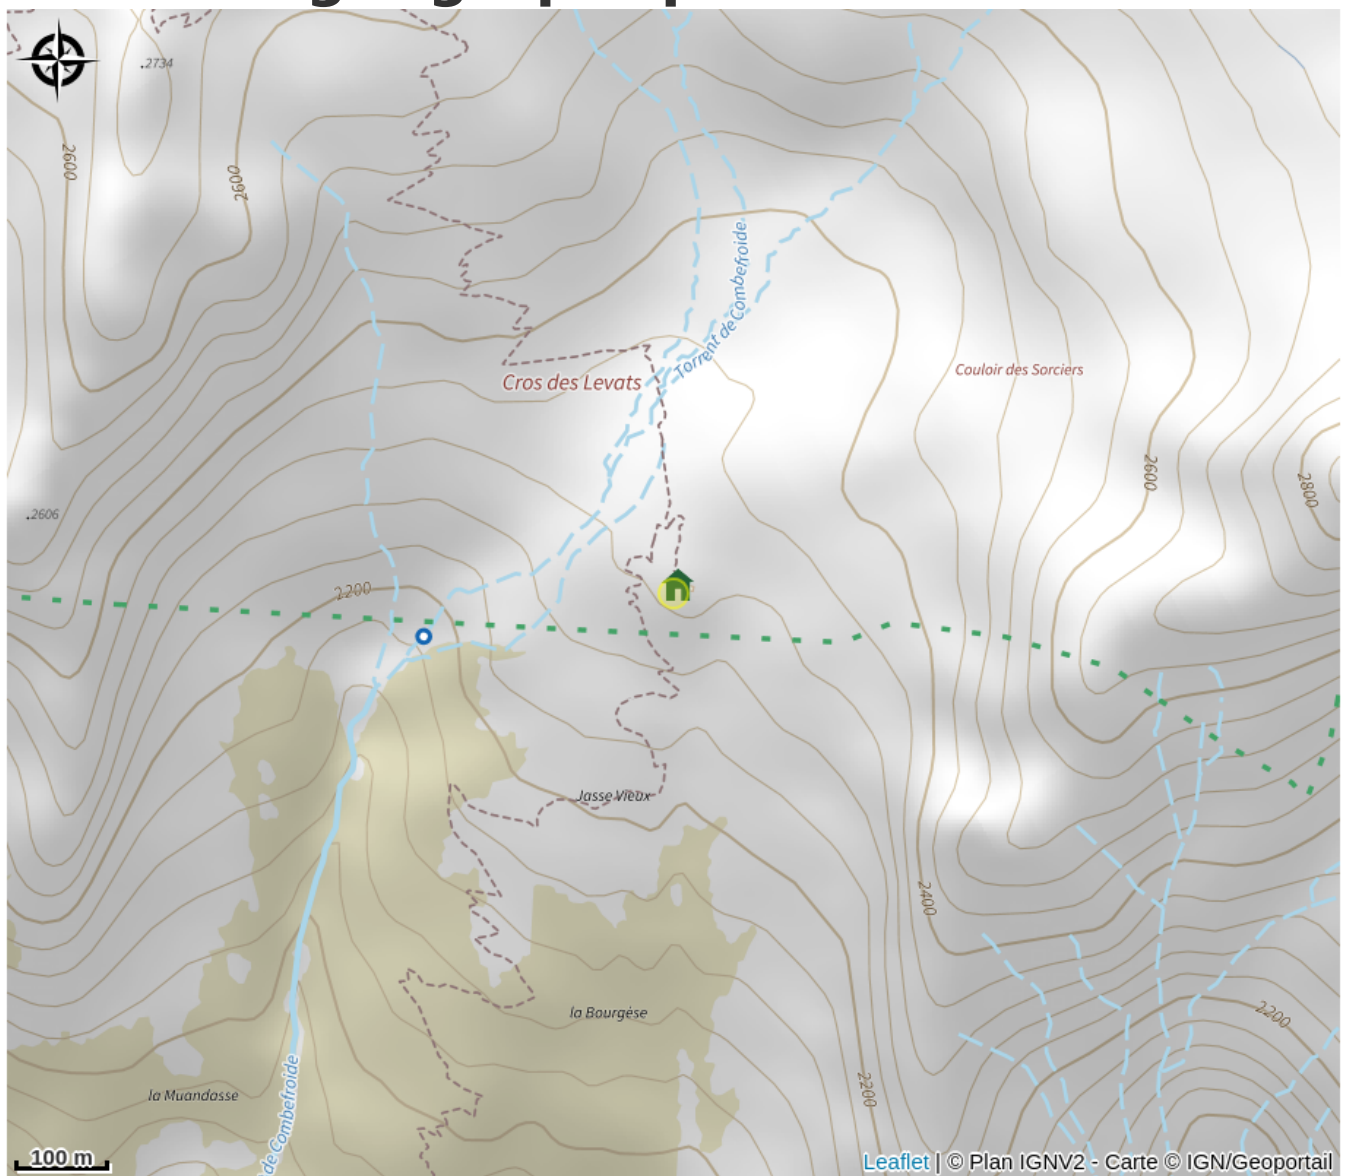 .2734
2600
2600
Torrent de Combefroide
Couloir des Sorciers
Cros des Levats
2600
2800
.2606
2200
Jasse Vieux
2400
la Bourgèse
2200
la Muandasse
2200
de Combefroide
100 m
Leaflet | © Plan IGNV2 - Carte © IGN/Geoportail